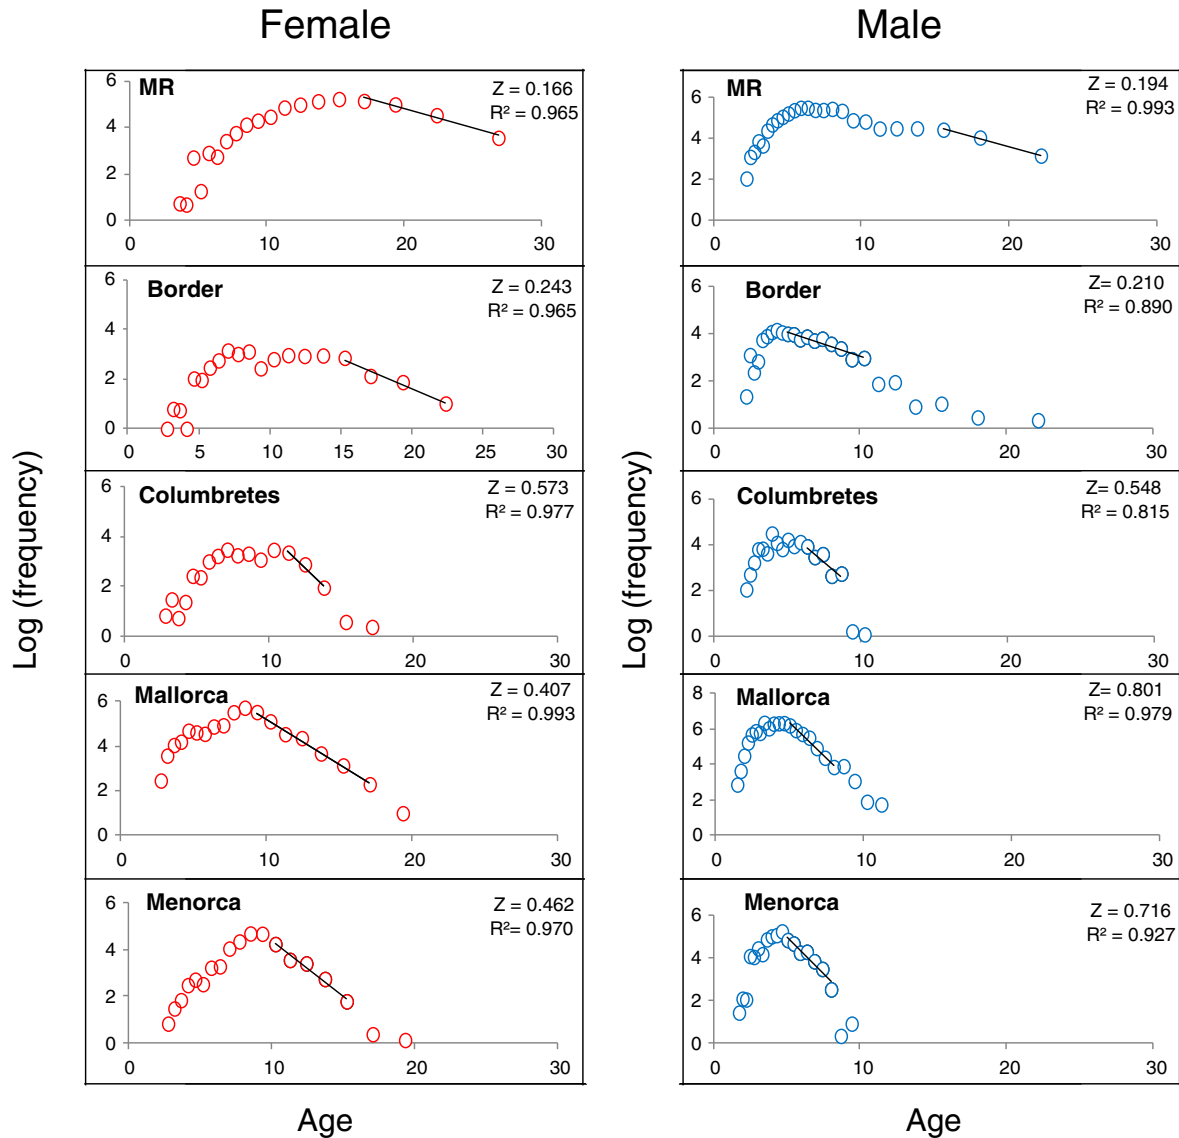 Female
Male
Log (frequency)
MR
Z = 0.166
R² = 0.965
6
4
2
0
0 10 20 30
Border
Z = 0.243
R² = 0.965
6
4
2
0
0 5 10 15 20 25 30
Columbretes
Z = 0.573
R² = 0.977
6
4
2
0
0 10 20 30
Mallorca
Z = 0.407
R² = 0.993
6
4
2
0
0 10 20 30
Menorca
Z = 0.462
R²= 0.970
6
4
2
0
0 10 20 30
Age
Log (frequency)
MR
Z = 0.194
R² = 0.993
6
4
2
0
0 10 20 30
Border
Z= 0.210
R² = 0.890
6
4
2
0
0 10 20 30
Columbretes
Z= 0.548
R² = 0.815
6
4
2
0
0 10 20 30
Mallorca
Z= 0.801
R² = 0.979
8
6
4
2
0
0 10 20 30
Menorca
Z = 0.716
R² = 0.927
6
4
2
0
0 10 20 30
Age